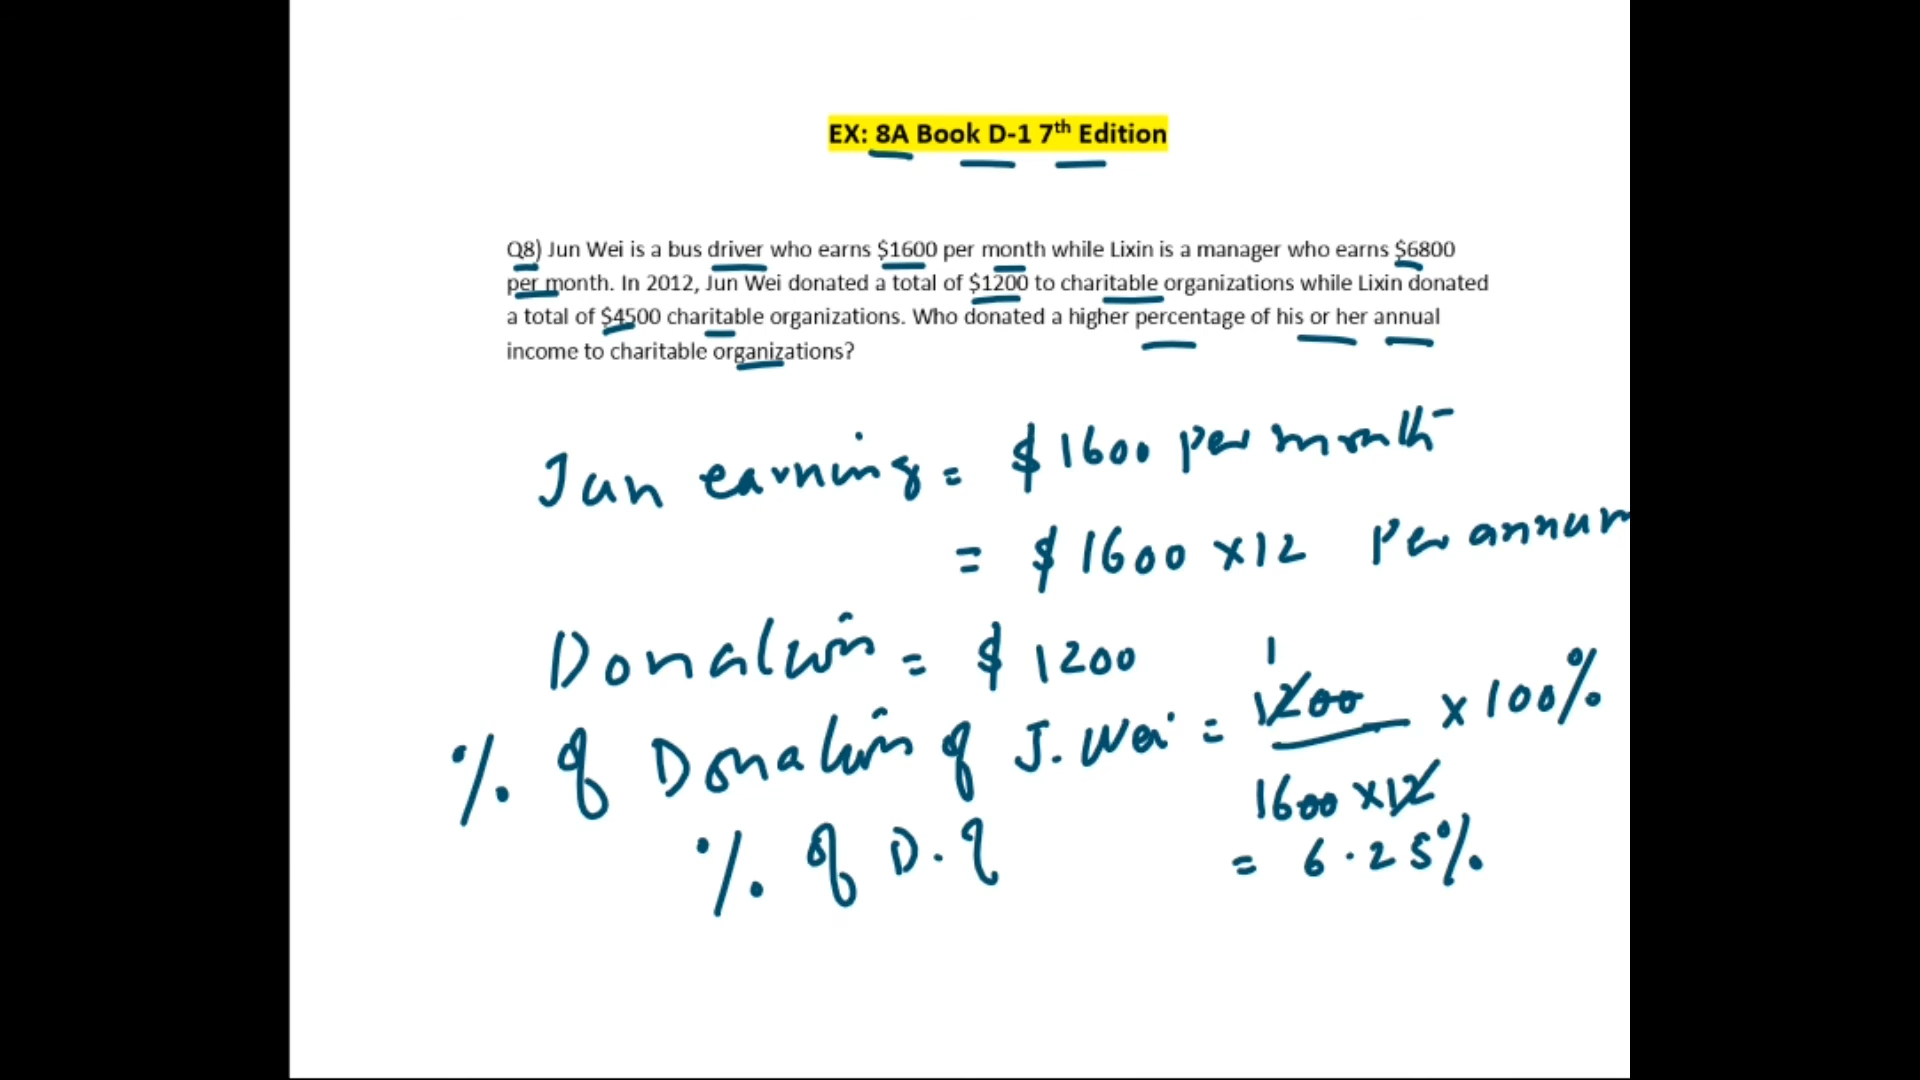 EX: 8A Book D-1 7th Edition
Q8) Jun Wei is a bus driver who earns $1600 per month while Lixin is a manager who earns $6800
per month. In 2012, Jun Wei donated a total of $1200 to charitable organizations while Lixin donated
a total of $4500 charitable organizations. Who donated a higher percentage of his or her annual
income to charitable organizations?
Jun earning = $1600 per month
= $1600 x12 Per annum
Donation = $1200
% of Donation of J. Wei = 1200 x 100%
1
1600 x12
= 6.25%
% of D. of